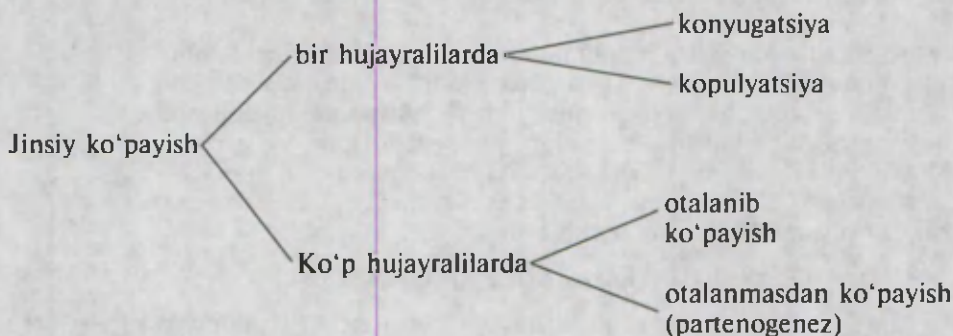 konyugatsiya
bir hujayralilarda
kopulyatsiya
Jinsiy ko‘payish
otalanib
ko‘payish
Ko‘p hujayralilarda
otalanmasdan ko‘payish
(partenogenez)